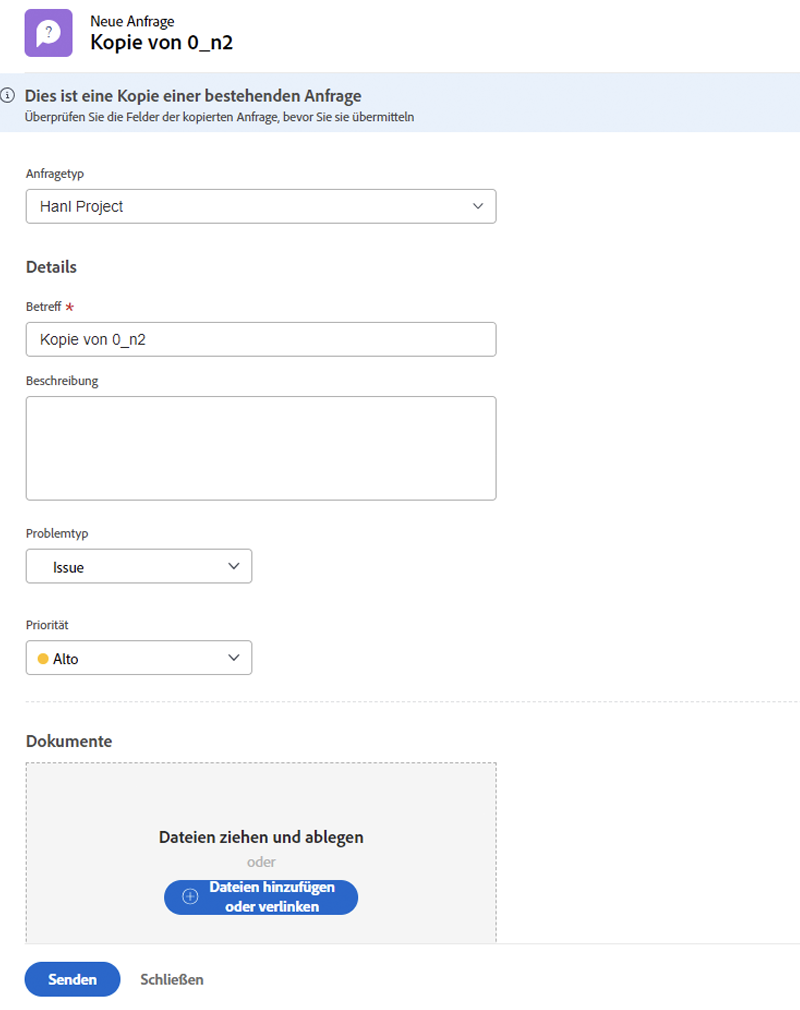 Neue Anfrage
Kopie von 0_n2
Dies ist eine Kopie einer bestehenden Anfrage
Überprüfen Sie die Felder der kopierten Anfrage, bevor Sie sie übermitteln
Anfragetyp
Hanl Project
Details
Betreff *
Kopie von 0_n2
Beschreibung
Problemtyp
Issue
Priorität
Alto
Dokumente
Dateien ziehen und ablegen
oder
Dateien hinzufügen
oder verlinken
Senden Schließen